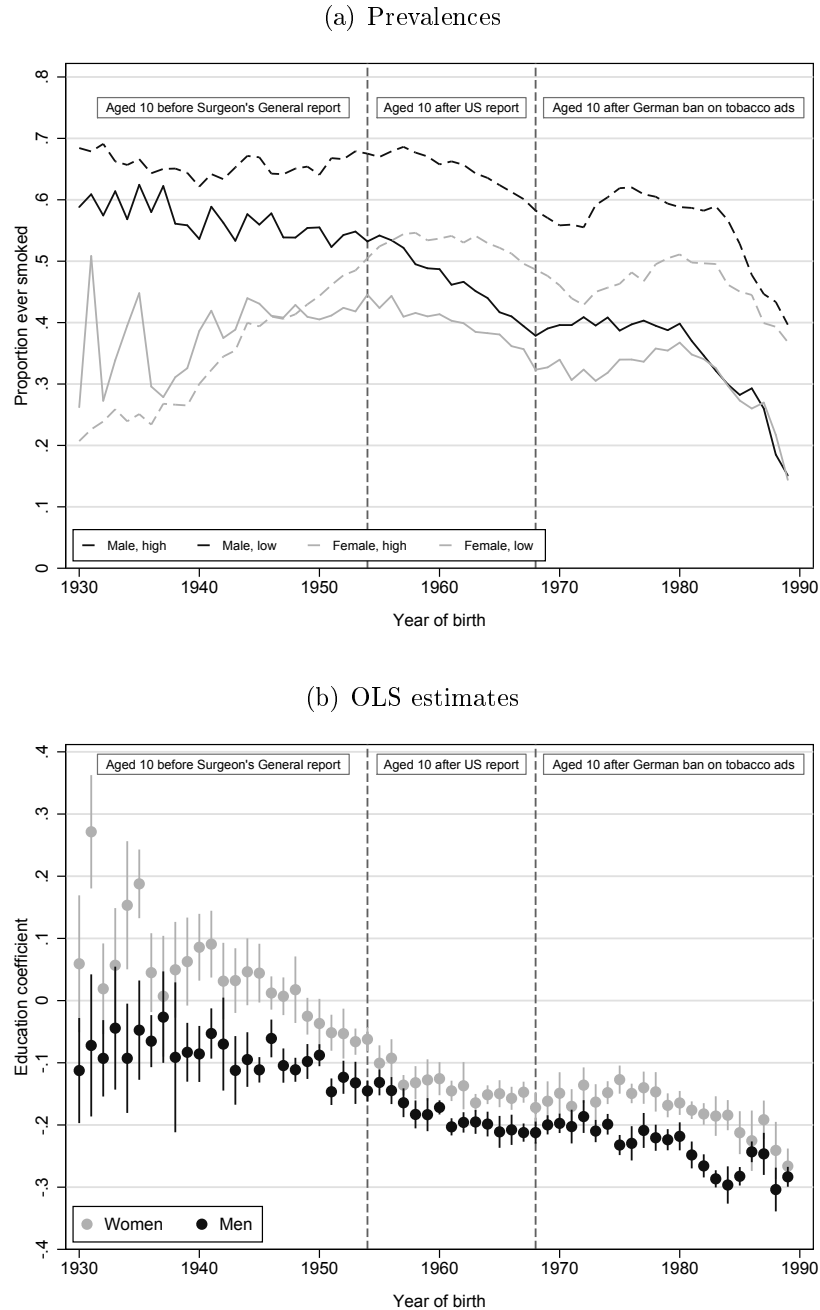 (a) Prevalences
Proportion ever smoked
.8
.7
.6
.5
.4
.3
.2
.1
0
Aged 10 before Surgeon's General report
Aged 10 after US report
Aged 10 after German ban on tobacco ads
Male, high
Male, low
Female, high
Female, low
1930
1940
1950
1960
1970
1980
1990
Year of birth
(b) OLS estimates
Education coefficient
.4
.3
.2
.1
0
-.1
-.2
-.3
-.4
Aged 10 before Surgeon's General report
Aged 10 after US report
Aged 10 after German ban on tobacco ads
Women
Men
1930
1940
1950
1960
1970
1980
1990
Year of birth